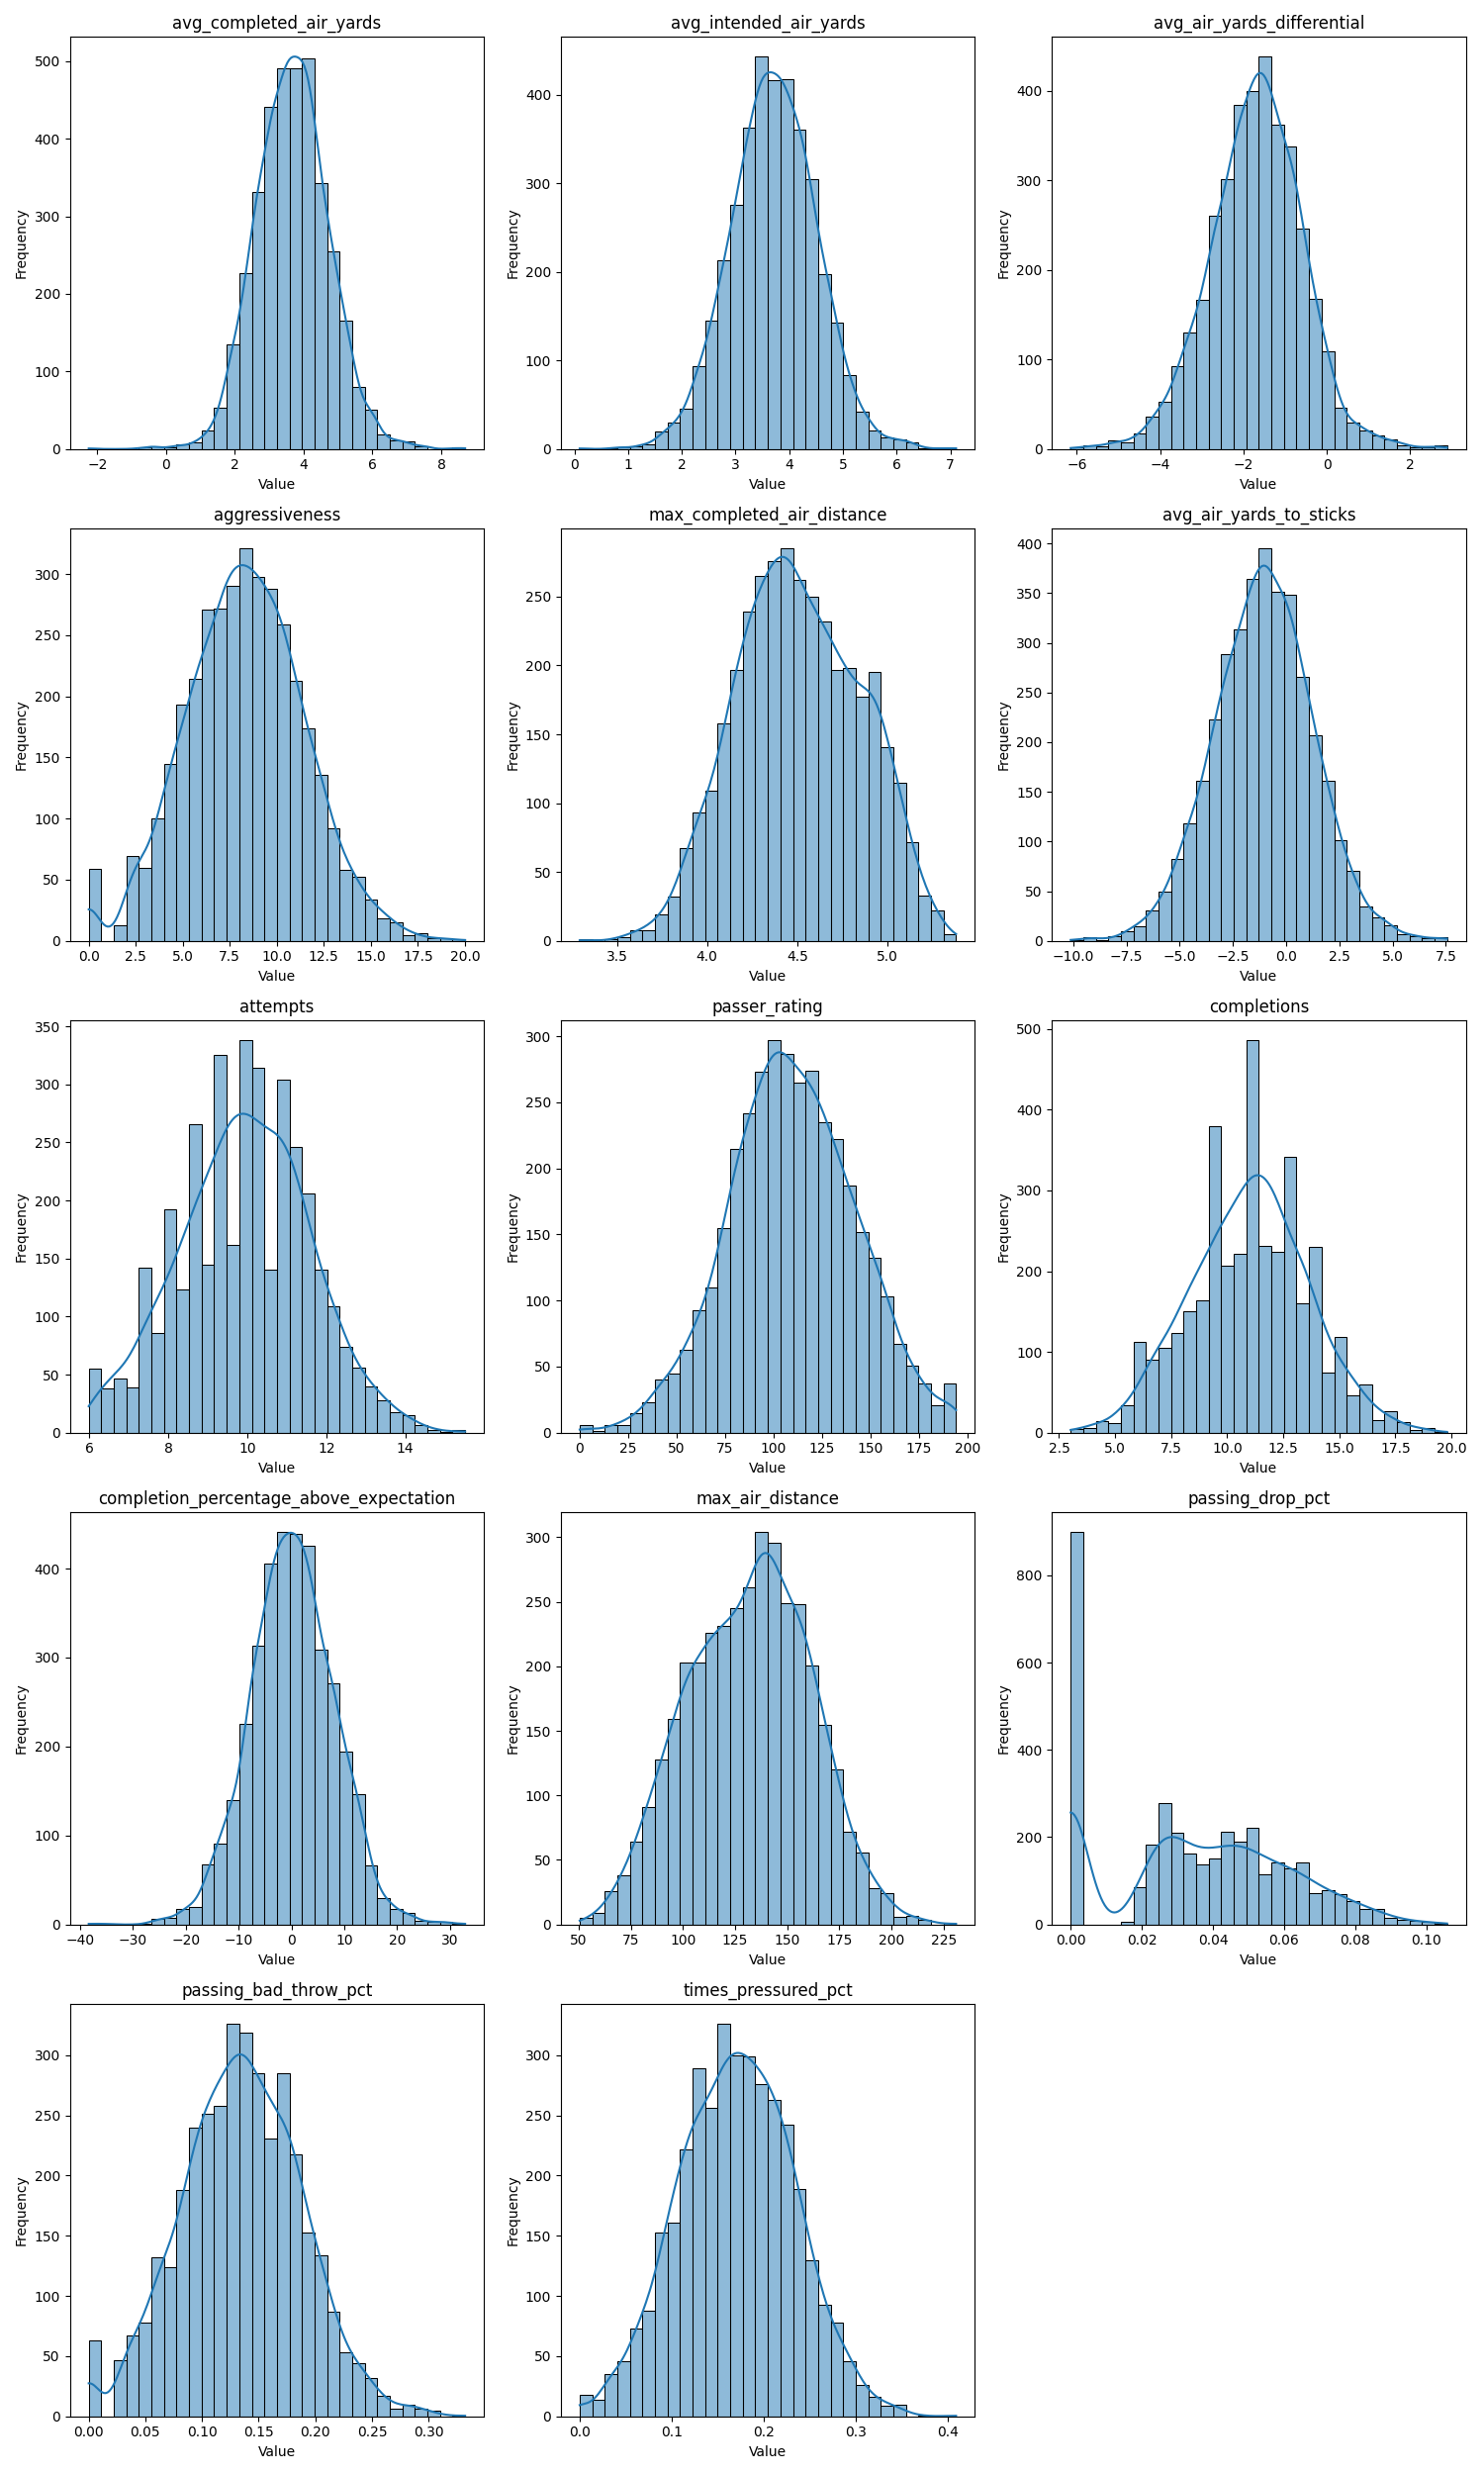 avg_completed_air_yards
avg_intended_air_yards
avg_air_yards_differential
Frequency
500
400
300
200
100
0
−2 0 2 4 6 8
Value
Frequency
400
300
200
100
0
0 1 2 3 4 5 6 7
Value
Frequency
400
300
200
100
0
−6 −4 −2 0 2
Value
aggressiveness
max_completed_air_distance
avg_air_yards_to_sticks
Frequency
300
250
200
150
100
50
0
0.0 2.5 5.0 7.5 10.0 12.5 15.0 17.5 20.0
Value
Frequency
250
200
150
100
50
0
3.5 4.0 4.5 5.0
Value
Frequency
400
350
300
250
200
150
100
50
0
−10.0 −7.5 −5.0 −2.5 0.0 2.5 5.0 7.5
Value
attempts
passer_rating
completions
Frequency
350
300
250
200
150
100
50
0
6 8 10 12 14
Value
Frequency
300
250
200
150
100
50
0
0 25 50 75 100 125 150 175 200
Value
Frequency
500
400
300
200
100
0
2.5 5.0 7.5 10.0 12.5 15.0 17.5 20.0
Value
completion_percentage_above_expectation
max_air_distance
passing_drop_pct
Frequency
400
300
200
100
0
−40 −30 −20 −10 0 10 20 30
Value
Frequency
300
250
200
150
100
50
0
50 75 100 125 150 175 200 225
Value
Frequency
800
600
400
200
0
0.00 0.02 0.04 0.06 0.08 0.10
Value
passing_bad_throw_pct
times_pressured_pct
Frequency
300
250
200
150
100
50
0
0.00 0.05 0.10 0.15 0.20 0.25 0.30
Value
Frequency
300
250
200
150
100
50
0
0.0 0.1 0.2 0.3 0.4
Value